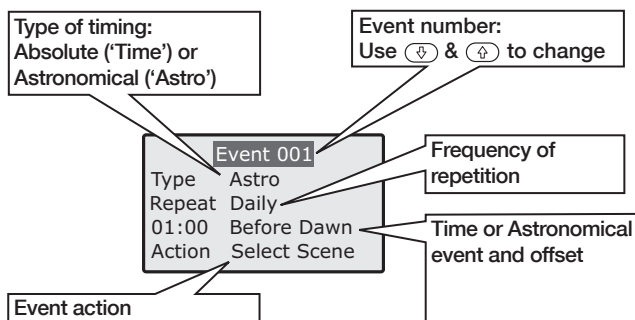 Type of timing:
Absolute (‘Time’) or
Astronomical (‘Astro’)
Event number:
Use & to change
Event 001
Type Astro
Repeat Daily
01:00 Before Dawn
Action Select Scene
Frequency of
repetition
Time or Astronomical
event and offset
Event action